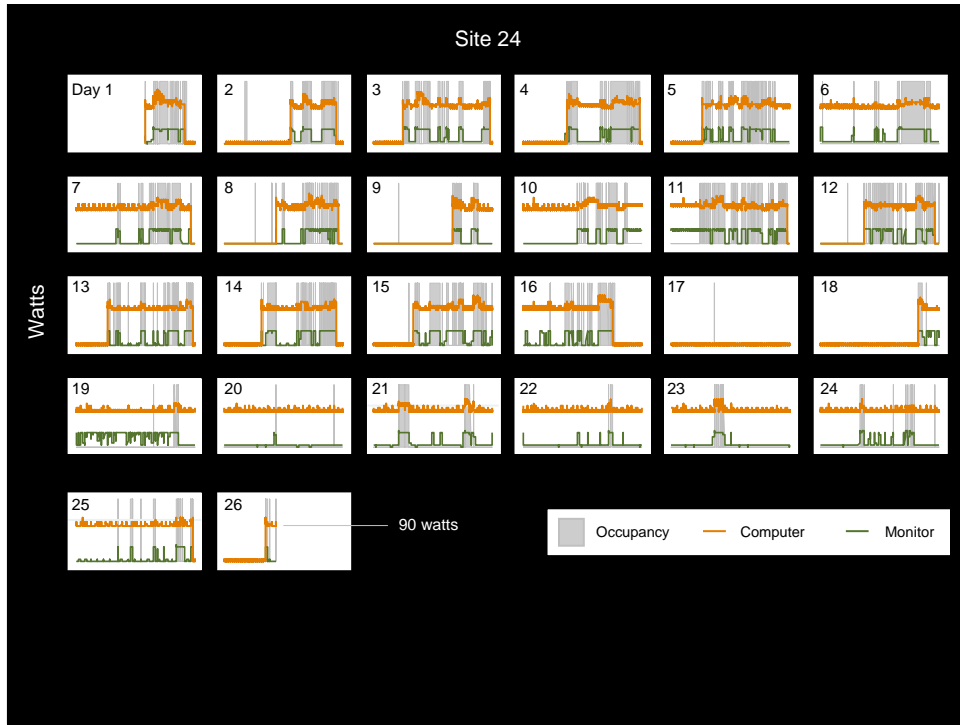 Site 24
Day 1 2 3 4 5 6
7 8 9 10 11 12
Watts
13 14 15 16 17 18
19 20 21 22 23 24
25 26
90 watts
Occupancy Computer Monitor